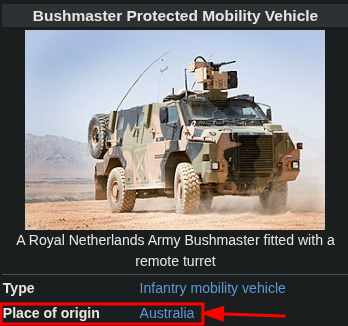 Bushmaster Protected Mobility Vehicle
A Royal Netherlands Army Bushmaster fitted with a
remote turret
Type Infantry mobility vehicle
Place of origin Australia